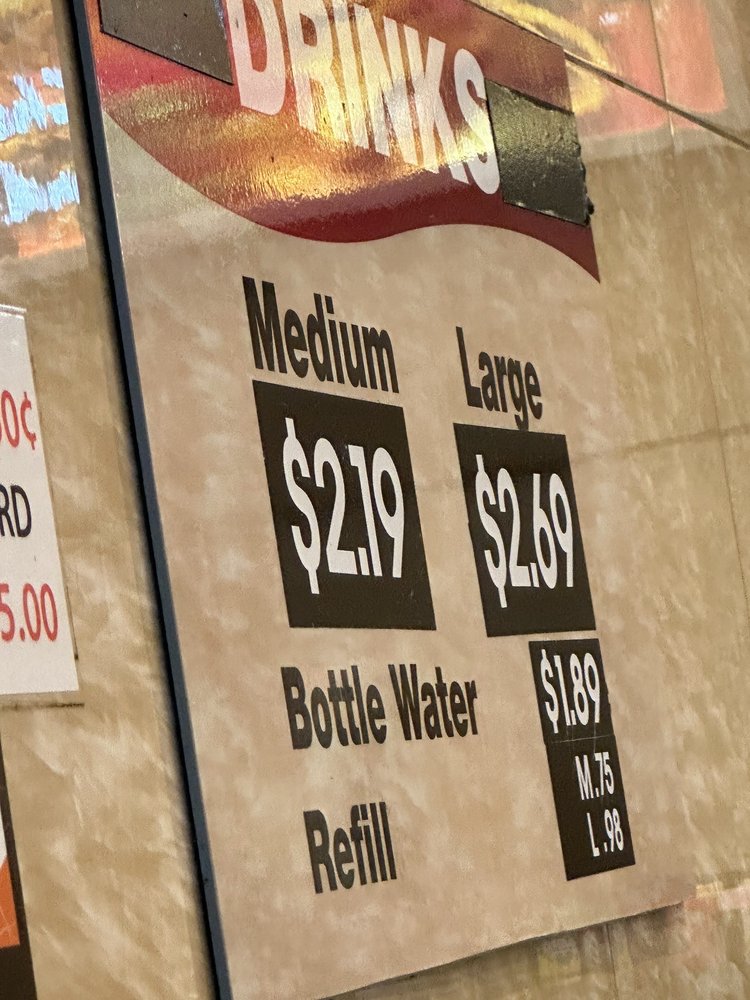 DRINKS
Medium Large
$2.19 $2.69
Bottle Water $1.89
Refill M .75
L .98
0¢
RD
5.00